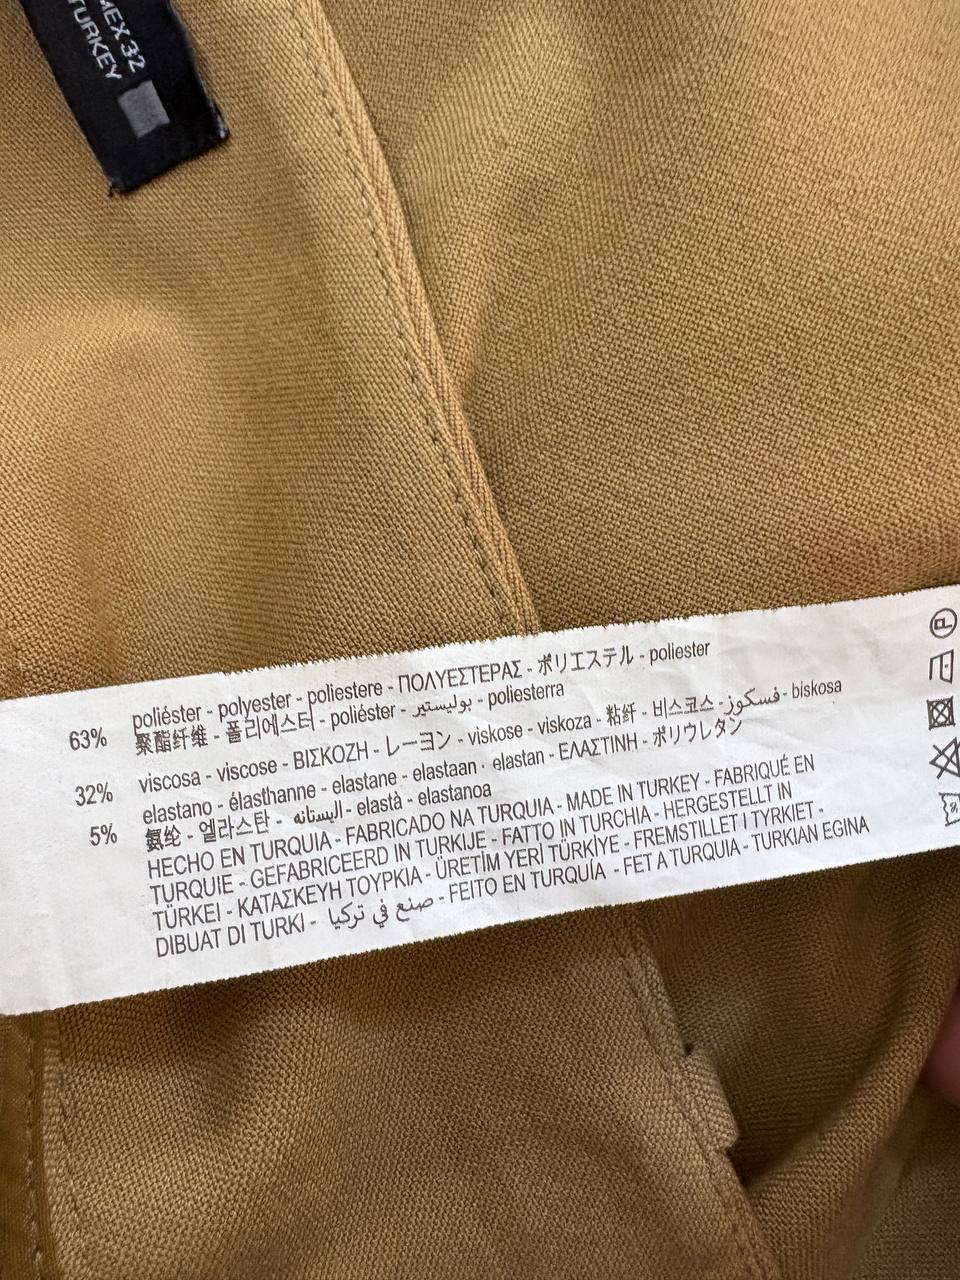 MEX 32
TURKEY
63% poliéster - polyester - poliestere - ΠΟΛΥΕΣΤΕΡΑΣ - ポリエステル - poliester
聚酯纤维 - 폴리에스터 - poliéster - بوليستير - poliesterra
32% viscosa - viscose - ΒΙΣΚΟΖΗ - レーヨン - viskose - viskoza - 粘纤 - 비스코스 - فسكوز - biskosa
5% elastano - élasthanne - elastane - elastaan · elastan - ΕΛΑΣΤΙΝΗ - ポリウレタン
氨纶 - 엘라스탄 - اليستانه - elastà - elastanoa
HECHO EN TURQUIA - FABRICADO NA TURQUIA - MADE IN TURKEY - FABRIQUÉ EN
TURQUIE - GEFABRICEERD IN TURKIJE - FATTO IN TURCHIA - HERGESTELLT IN
TÜRKEI - ΚΑΤΑΣΚΕΥΗ ΤΟΥΡΚΙΑ - ÜRETİM YERİ TÜRKİYE - FREMSTILLET I TYRKIET -
DIBUAT DI TURKI - صنع في تركيا - FEITO EN TURQUÍA - FET A TURQUIA - TURKIAN EGINA